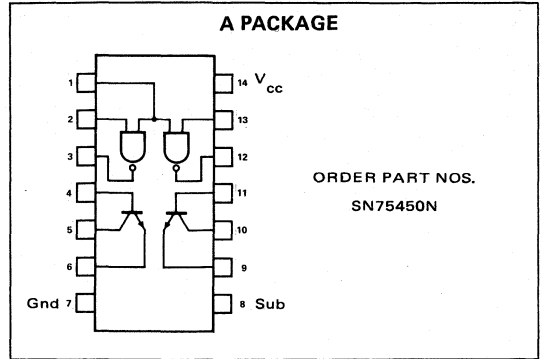 A PACKAGE
1
14 Vcc
2
13
3
12
ORDER PART NOS.
4
11
SN75450N
5
10
6
9
Gnd 7
8 Sub